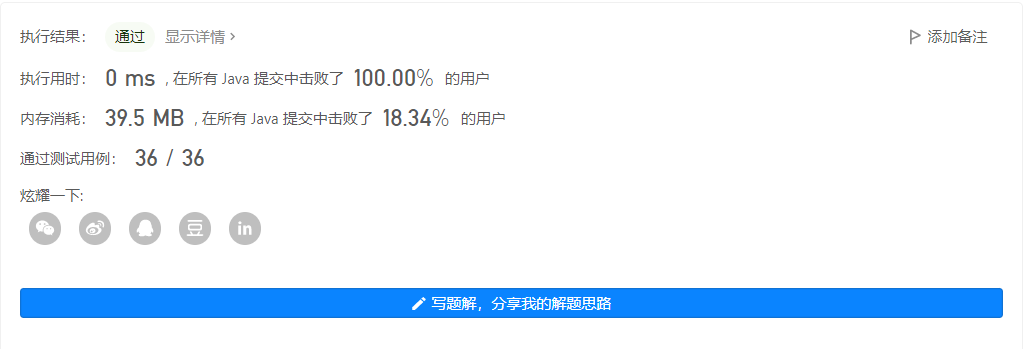 执行结果： 通过 显示详情 › 添加备注
执行用时： 0 ms , 在所有 Java 提交中击败了 100.00% 的用户
内存消耗： 39.5 MB , 在所有 Java 提交中击败了 18.34% 的用户
通过测试用例： 36 / 36
炫耀一下:
豆 in
写题解，分享我的解题思路